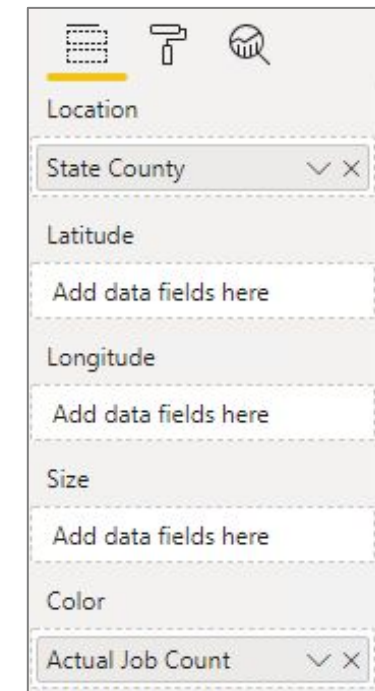 Location
State County
Latitude
Add data fields here
Longitude
Add data fields here
Size
Add data fields here
Color
Actual Job Count